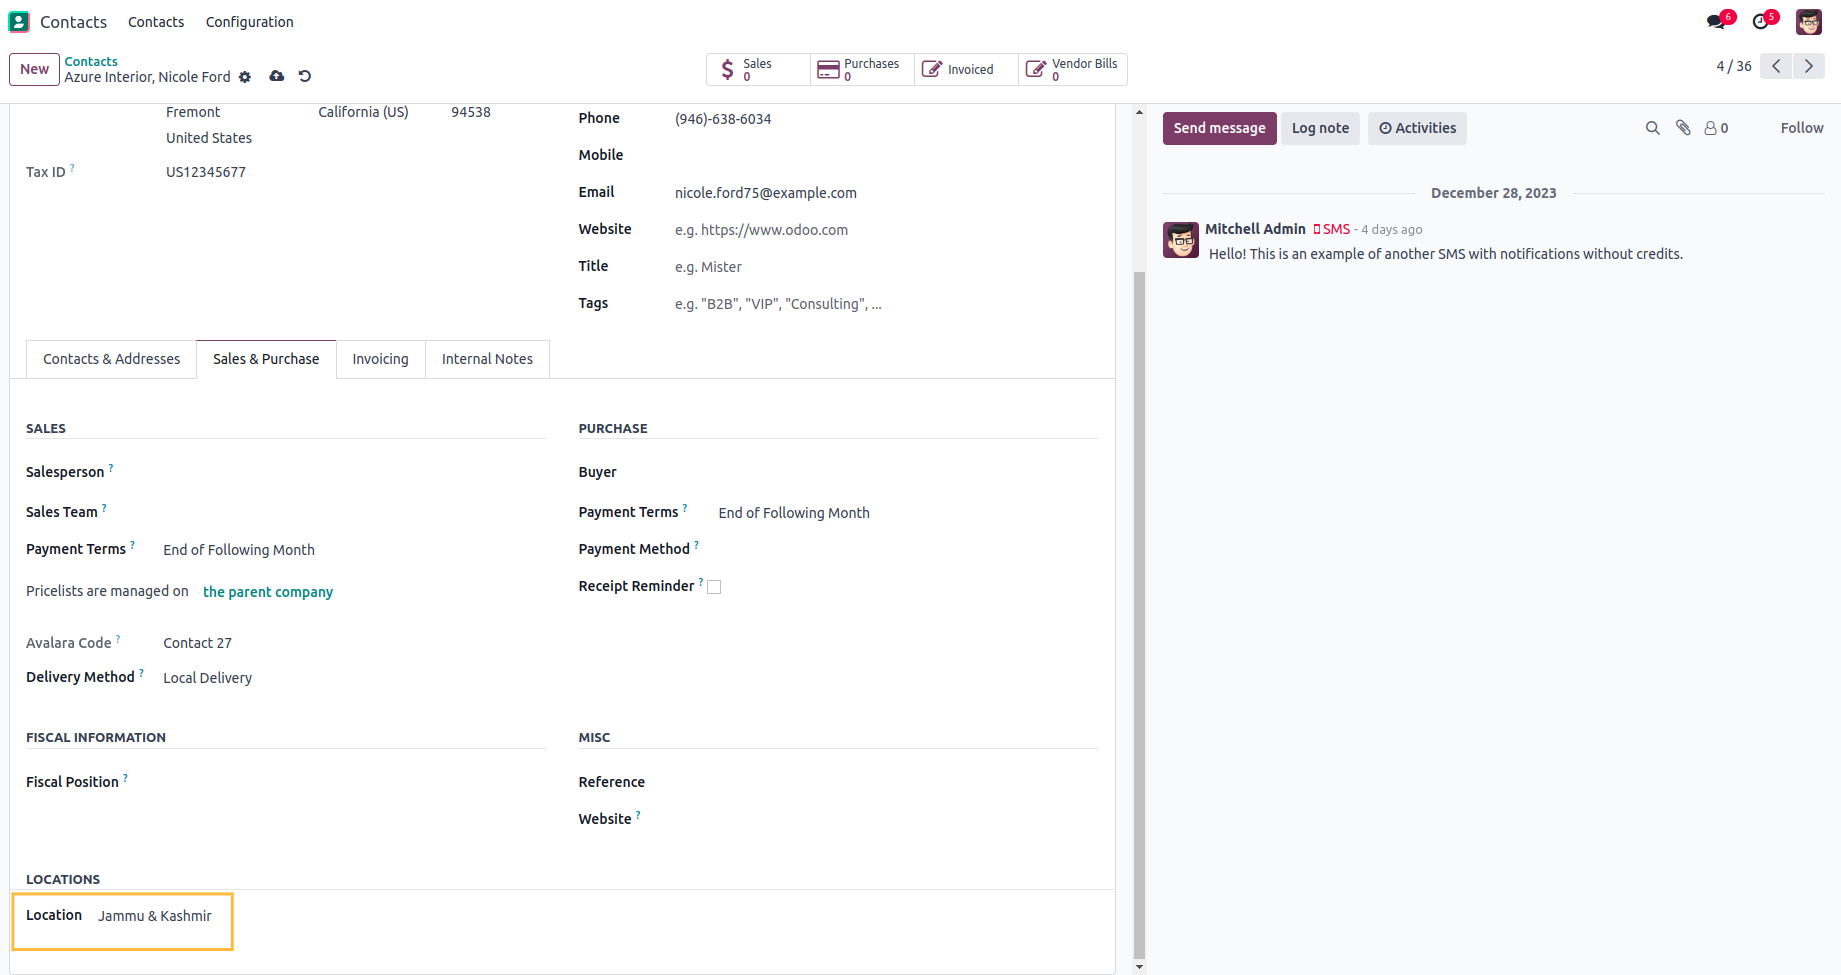 Contacts Contacts Configuration 6 5
New Contacts
Azure Interior, Nicole Ford
Sales 0 Purchases 0 Invoiced Vendor Bills 0
4 / 36
Fremont California (US) 94538
United States
Tax ID ? US12345677
Phone (946)-638-6034
Mobile
Email nicole.ford75@example.com
Website e.g. https://www.odoo.com
Title e.g. Mister
Tags e.g. "B2B", "VIP", "Consulting", ...
Contacts & Addresses Sales & Purchase Invoicing Internal Notes
SALES
Salesperson ?
Sales Team ?
Payment Terms ? End of Following Month
Pricelists are managed on the parent company
Avalara Code ? Contact 27
Delivery Method ? Local Delivery
PURCHASE
Buyer
Payment Terms ? End of Following Month
Payment Method ?
Receipt Reminder ?
FISCAL INFORMATION
Fiscal Position ?
MISC
Reference
Website ?
LOCATIONS
Location Jammu & Kashmir
Send message Log note Activities 0 Follow
December 28, 2023
Mitchell Admin SMS - 4 days ago
Hello! This is an example of another SMS with notifications without credits.